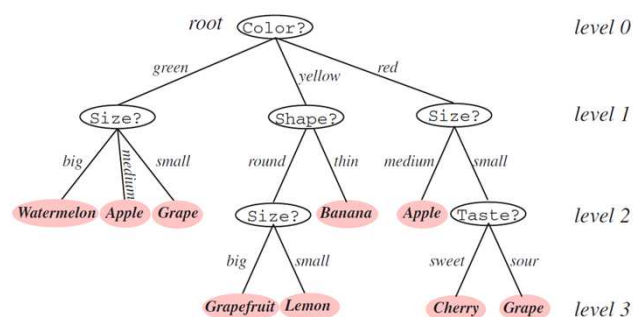 root Color? level 0
green yellow red
Size? Shape? Size? level 1
big medium small round thin medium small
Watermelon Apple Grape Size? Banana Apple Taste? level 2
big small sweet sour
Grapefruit Lemon Cherry Grape level 3